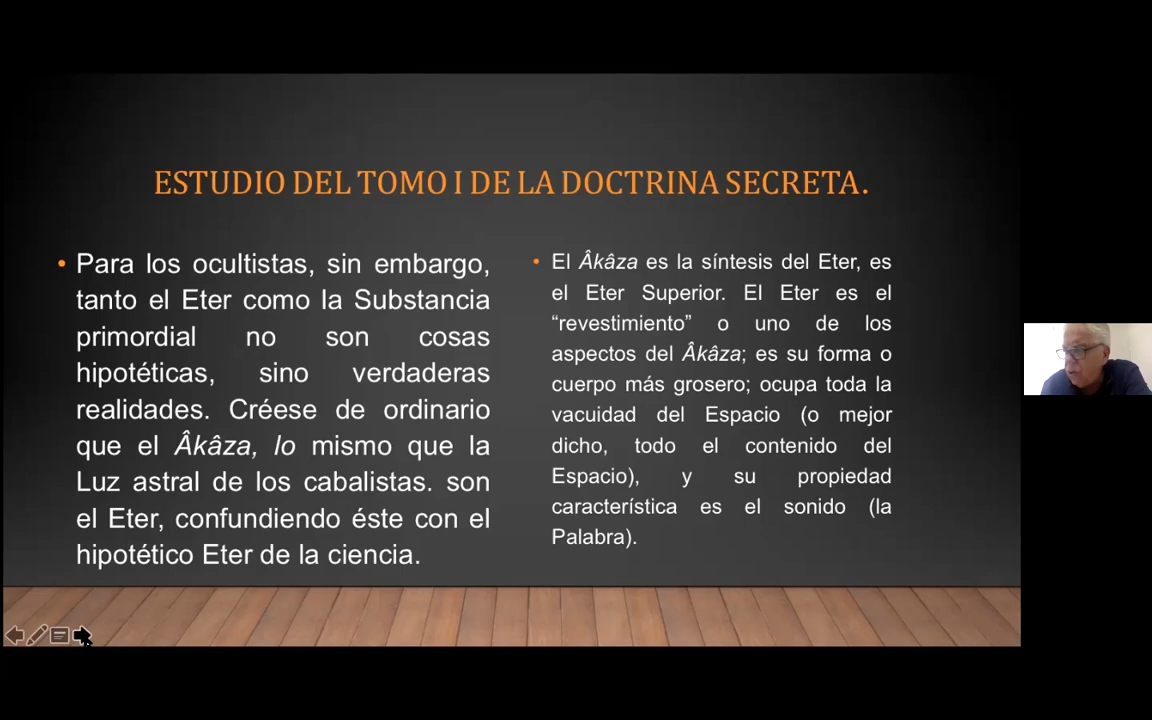 ESTUDIO DEL TOMO I DE LA DOCTRINA SECRETA.
• Para los ocultistas, sin embargo,
tanto el Eter como la Substancia
primordial no son cosas
hipotéticas, sino verdaderas
realidades. Créese de ordinario
que el Âkâza, lo mismo que la
Luz astral de los cabalistas. son
el Eter, confundiendo éste con el
hipotético Eter de la ciencia.
• El Âkâza es la síntesis del Eter, es
el Eter Superior. El Eter es el
“revestimiento” o uno de los
aspectos del Âkâza; es su forma o
cuerpo más grosero; ocupa toda la
vacuidad del Espacio (o mejor
dicho, todo el contenido del
Espacio), y su propiedad
característica es el sonido (la
Palabra).